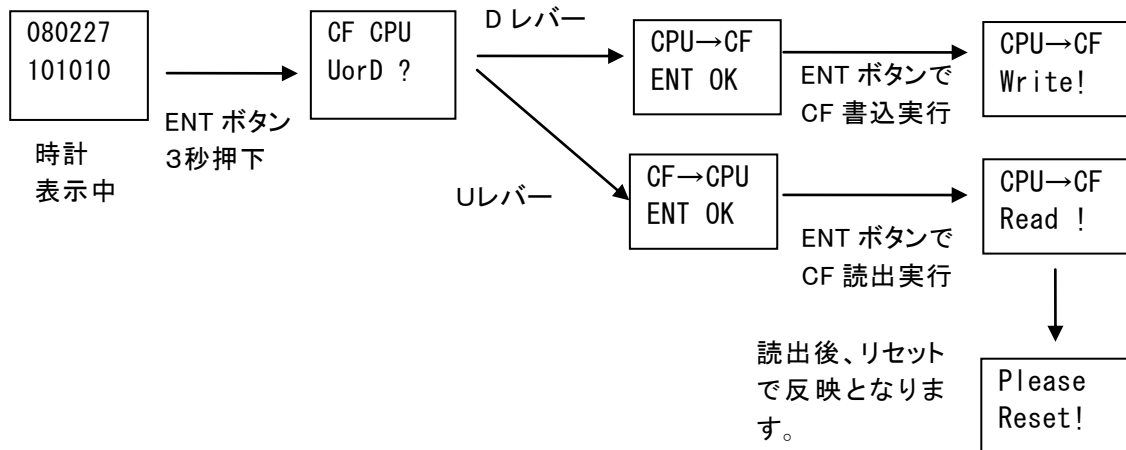 080227
101010
時計
表示中
ENT ボタン
３秒押下
CF CPU
UorD ?
D レバー
Uレバー
CPU→CF
ENT OK
ENT ボタンで
CF 書込実行
CPU→CF
Write!
CF→CPU
ENT OK
ENT ボタンで
CF 読出実行
CPU→CF
Read !
読出後、リセット
で反映となりま
す。
Please
Reset!